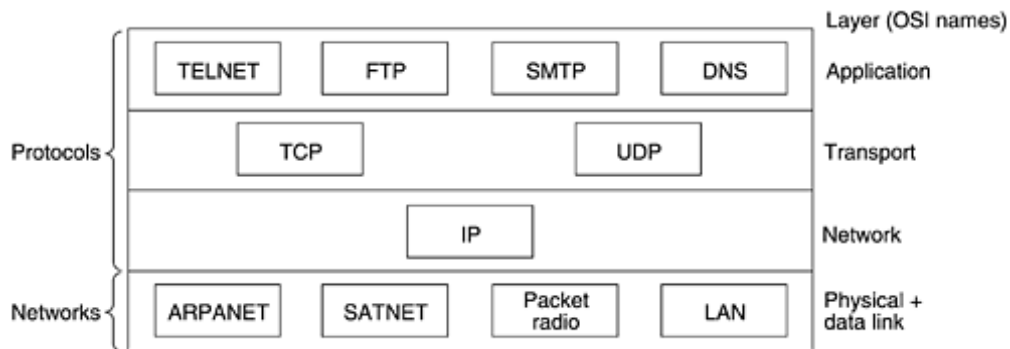 Layer (OSI names)
TELNET FTP SMTP DNS Application
Protocols TCP UDP Transport
IP Network
Networks ARPANET SATNET Packet radio LAN Physical + data link